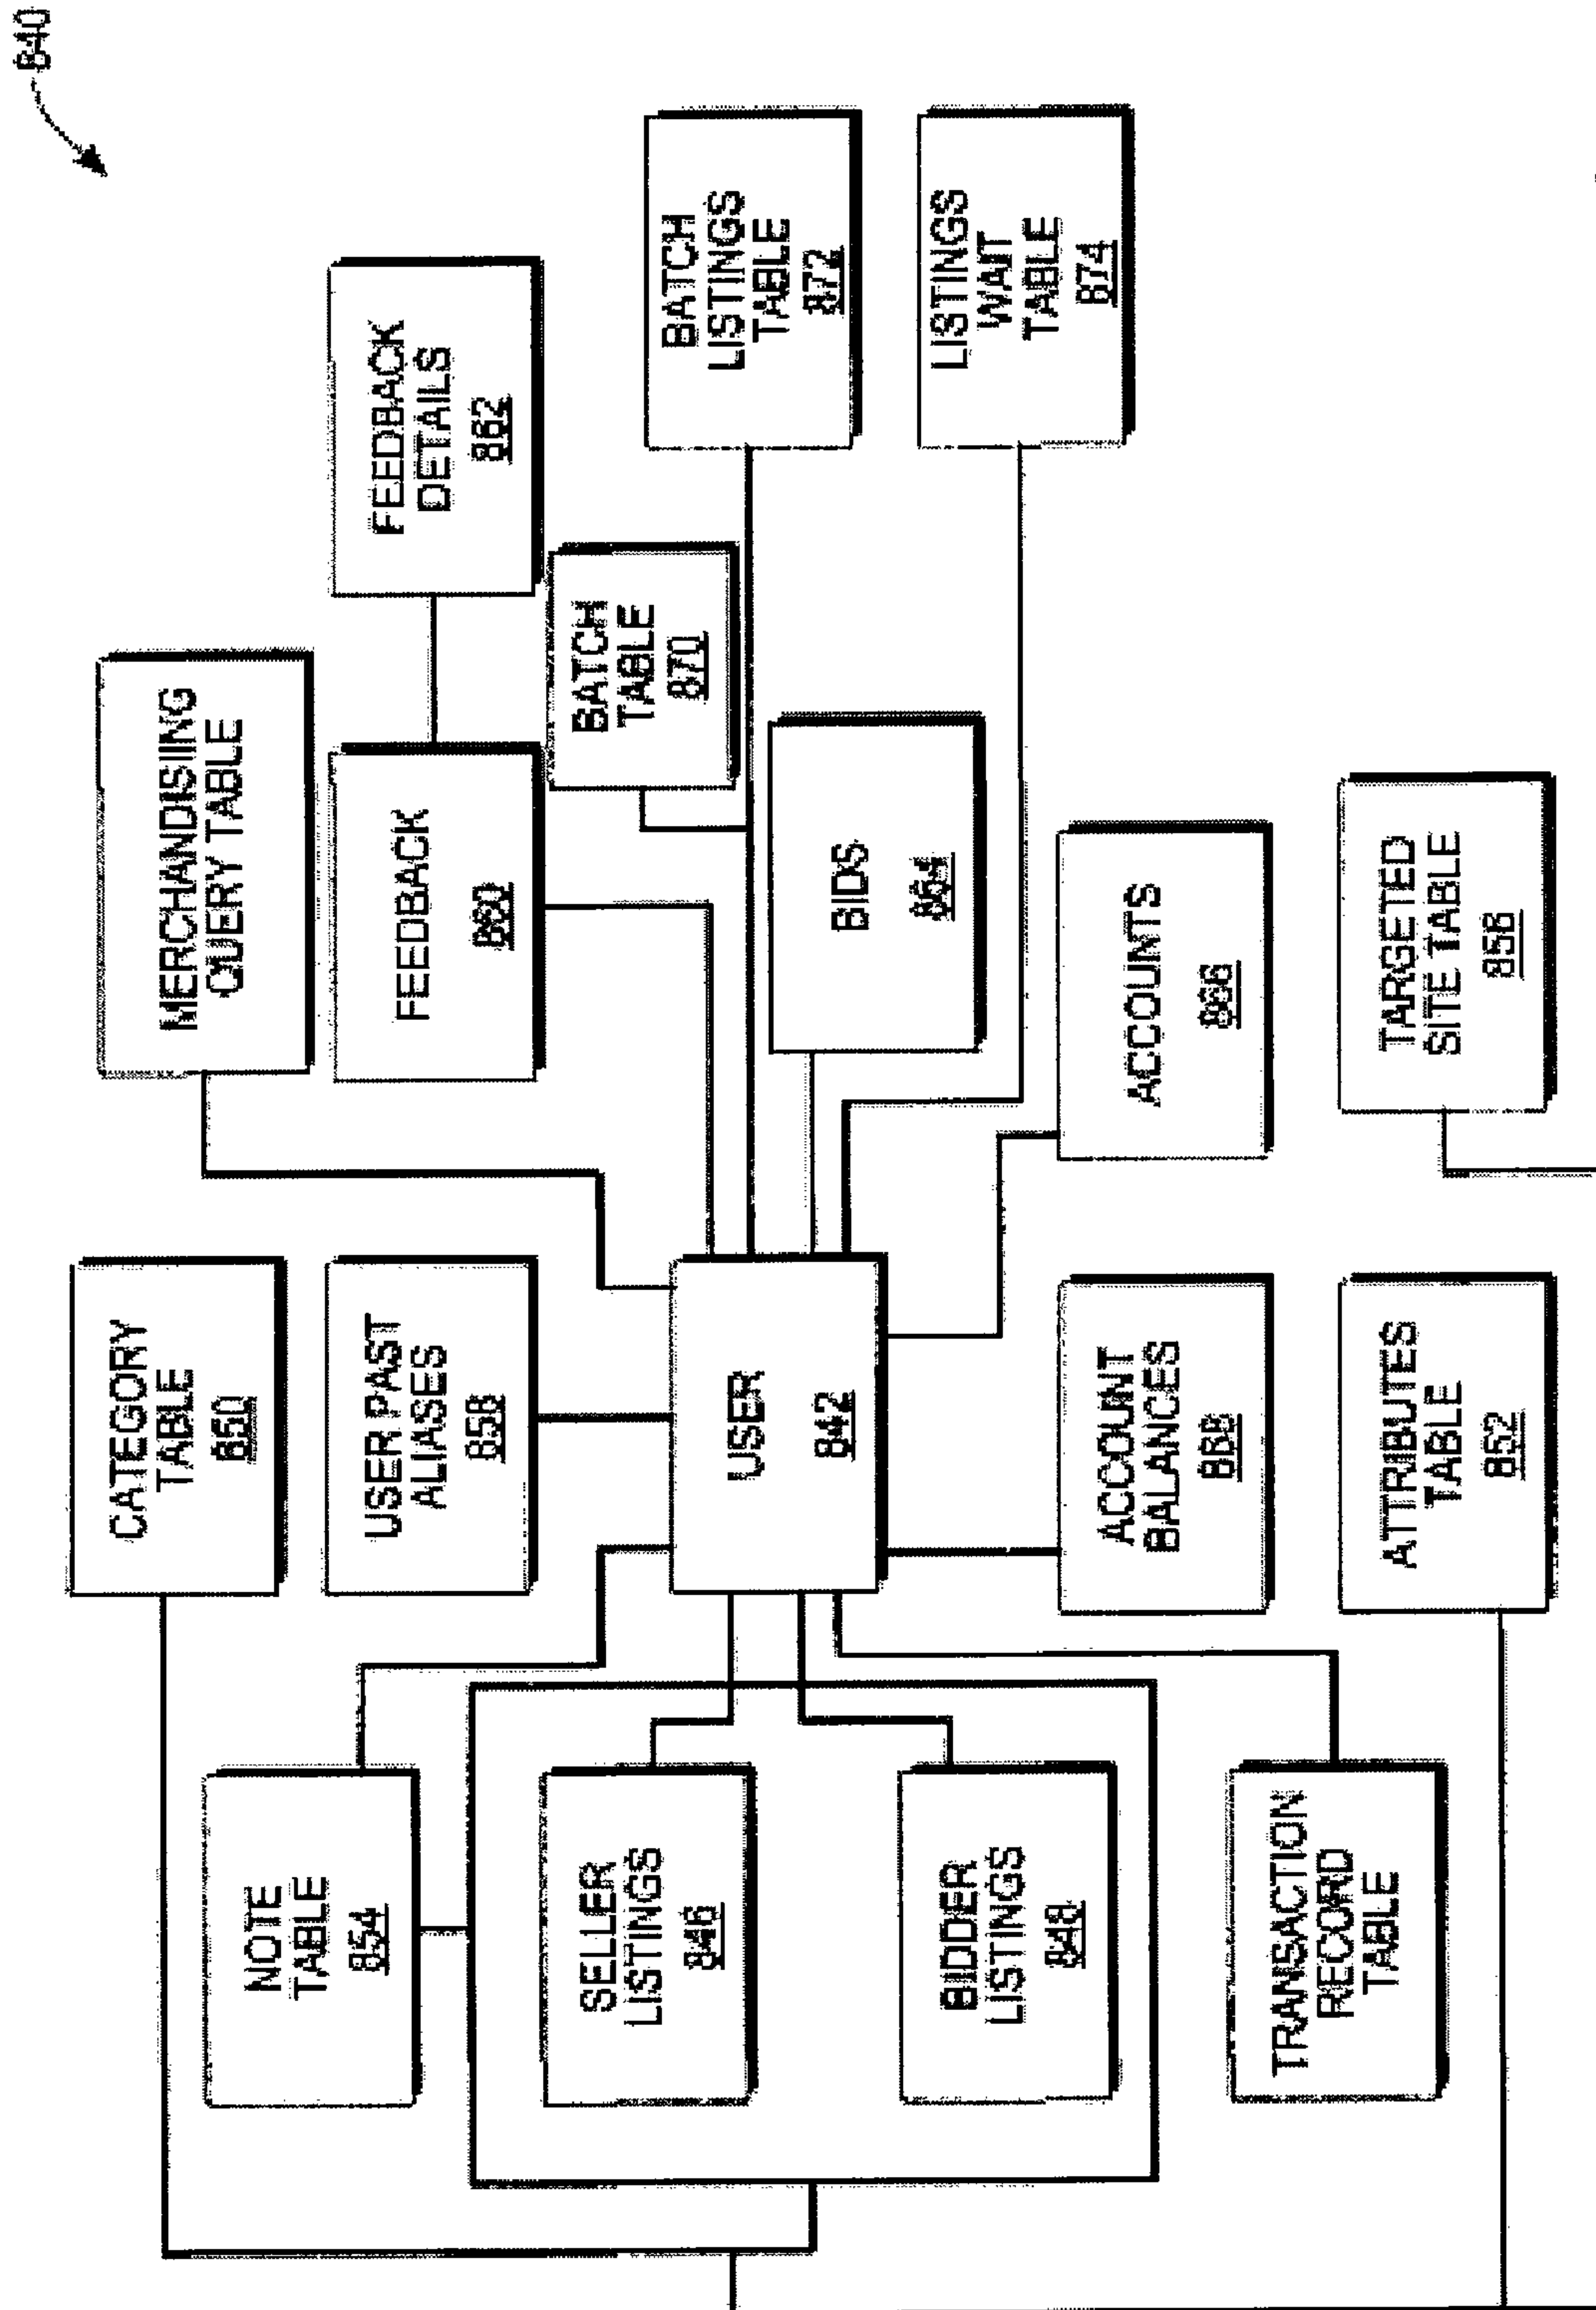 840
CATEGORY
TABLE
850
MERCHANDISIING
QUERY TABLE
NOTE
TABLE
854
USER PAST
ALIASES
858
FEEDBACK
860
FEEDBACK
DETAILS
862
SELLER
LISTINGS
846
BATCH
TABLE
870
BATCH
LISTINGS
TABLE
872
USER
842
BIDS
864
BIDDER
LISTINGS
848
LISTINGS
WAIT
TABLE
874
ACCOUNT
BALANCES
868
ACCOUNTS
866
TRANSACTION
RECORD
TABLE
ATTRIBUTES
TABLE
852
TARGETED
SITE TABLE
856